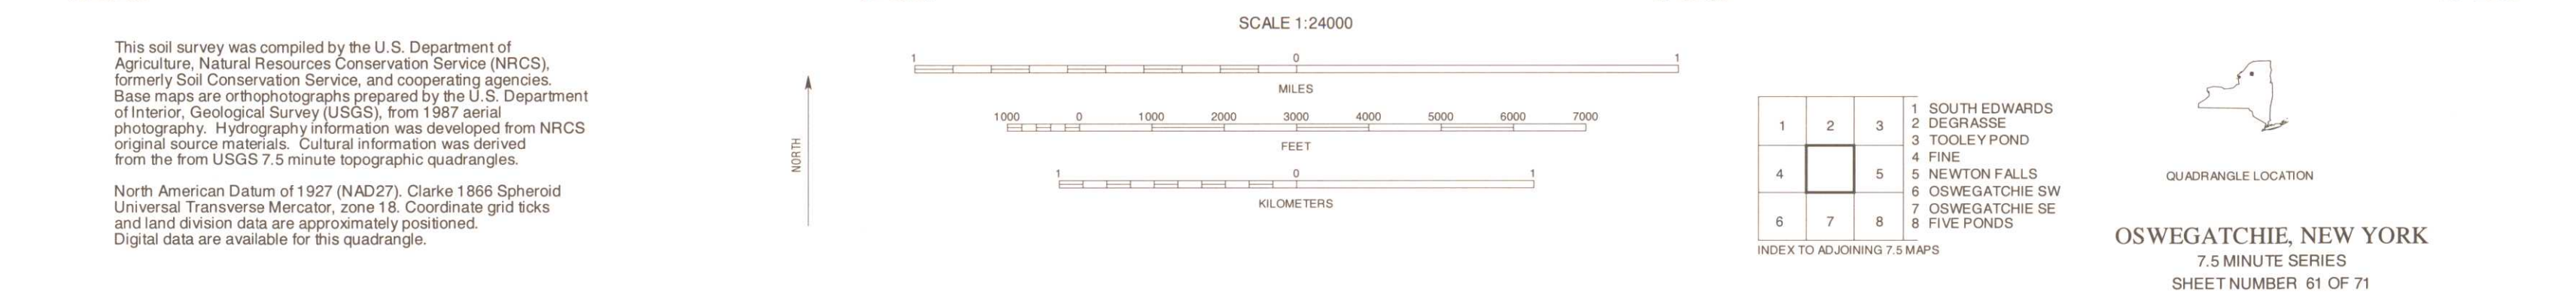 This soil survey was compiled by the U.S. Department of
Agriculture, Natural Resources Conservation Service (NRCS),
formerly Soil Conservation Service, and cooperating agencies.
Base maps are orthophotographs prepared by the U.S. Department
of Interior, Geological Survey (USGS), from 1987 aerial
photography. Hydrography information was developed from NRCS
original source materials. Cultural information was derived
from the from USGS 7.5 minute topographic quadrangles.
North American Datum of 1927 (NAD27). Clarke 1866 Spheroid
Universal Transverse Mercator, zone 18. Coordinate grid ticks
and land division data are approximately positioned.
Digital data are available for this quadrangle.
NORTH
SCALE 1:24000
1 0 1
MILES
1000 0 1000 2000 3000 4000 5000 6000 7000
FEET
1 0 1
KILOMETERS
1 2 3
4 5
6 7 8
1 SOUTH EDWARDS
2 DEGRASSE
3 TOOLEY POND
4 FINE
5 NEWTON FALLS
6 OSWEGATCHIE SW
7 OSWEGATCHIE SE
8 FIVE PONDS
INDEX TO ADJOINING 7.5 MAPS
QUADRANGLE LOCATION
OSWEGATCHIE, NEW YORK
7.5 MINUTE SERIES
SHEET NUMBER 61 OF 71